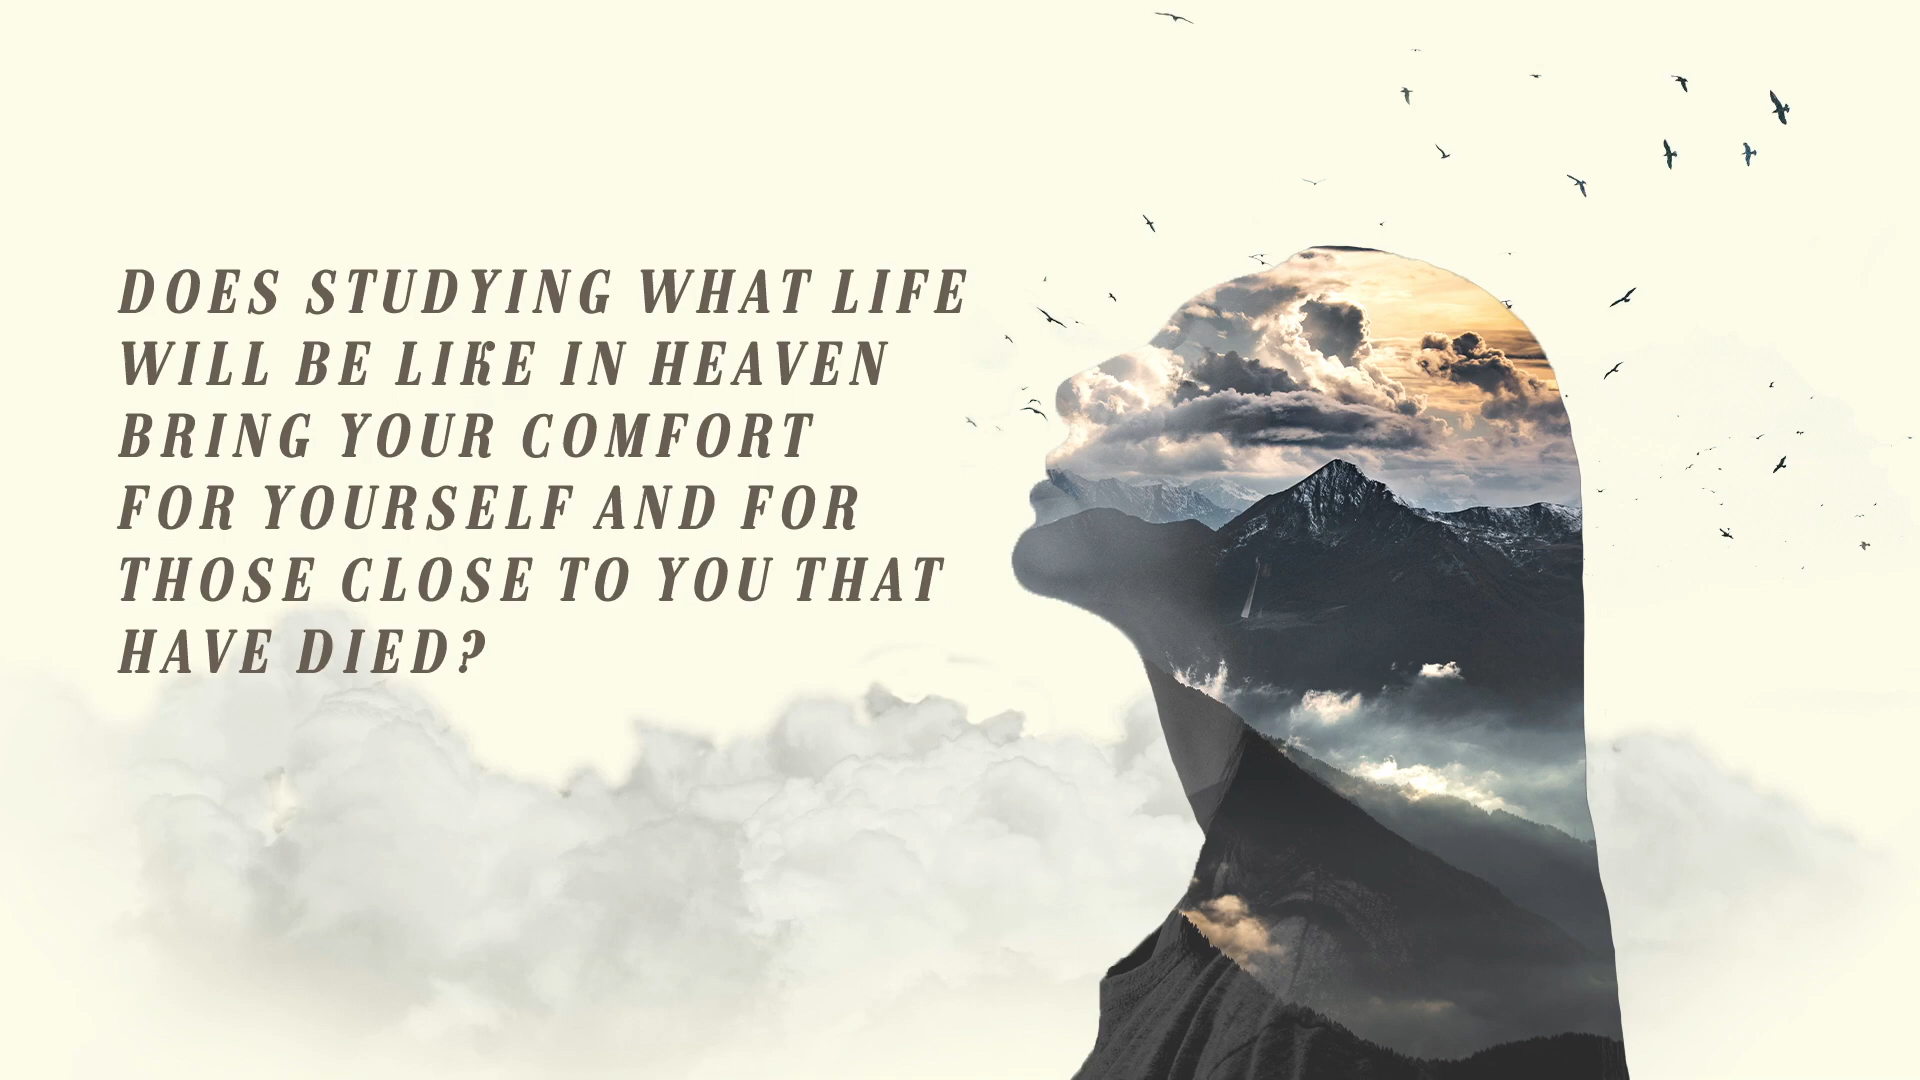 DOES STUDYING WHAT LIFE
WILL BE LIKE IN HEAVEN
BRING YOUR COMFORT
FOR YOURSELF AND FOR
THOSE CLOSE TO YOU THAT
HAVE DIED?